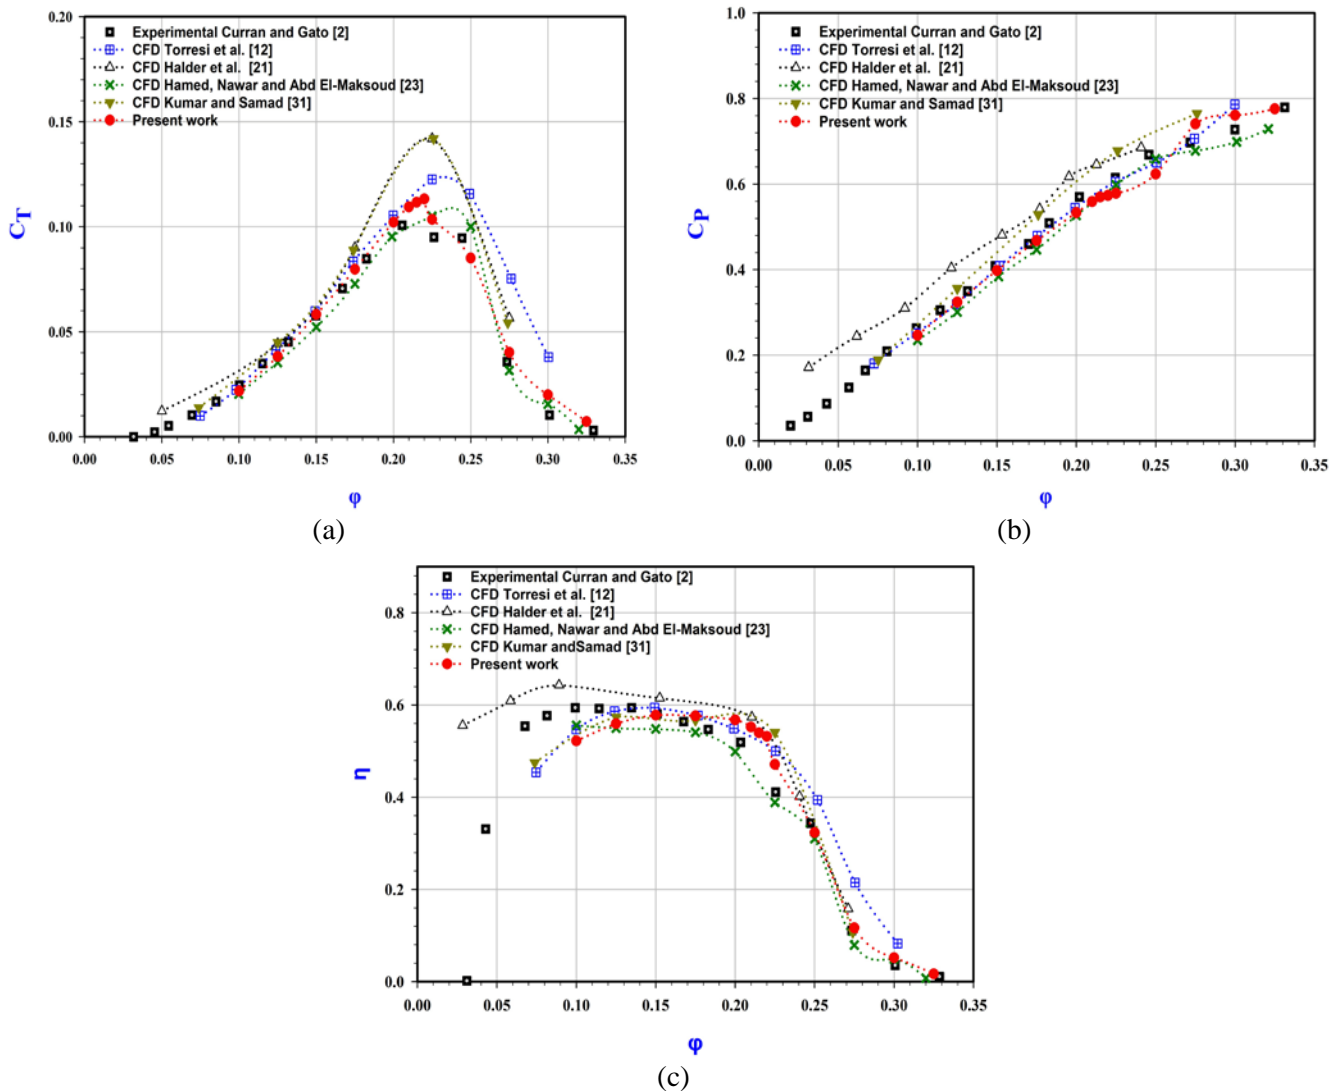 0.20
Experimental Curran and Gato [2]
CFD Torresi et al. [12]
CFD Halder et al. [21]
CFD Hamed, Nawar and Abd El-Maksoud [23]
CFD Kumar and Samad [31]
Present work
0.15
0.10
0.05
0.00
CT
0.00 0.05 0.10 0.15 0.20 0.25 0.30 0.35
φ
(a)
1.0
Experimental Curran and Gato [2]
CFD Torresi et al. [12]
CFD Halder et al. [21]
CFD Hamed, Nawar and Abd El-Maksoud [23]
CFD Kumar and Samad [31]
Present work
0.8
0.6
0.4
0.2
0.0
CP
0.00 0.05 0.10 0.15 0.20 0.25 0.30 0.35
φ
(b)
Experimental Curran and Gato [2]
CFD Torresi et al. [12]
CFD Halder et al. [21]
CFD Hamed, Nawar and Abd El-Maksoud [23]
CFD Kumar andSamad [31]
Present work
0.8
0.6
0.4
0.2
0.0
η
0.00 0.05 0.10 0.15 0.20 0.25 0.30 0.35
φ
(c)